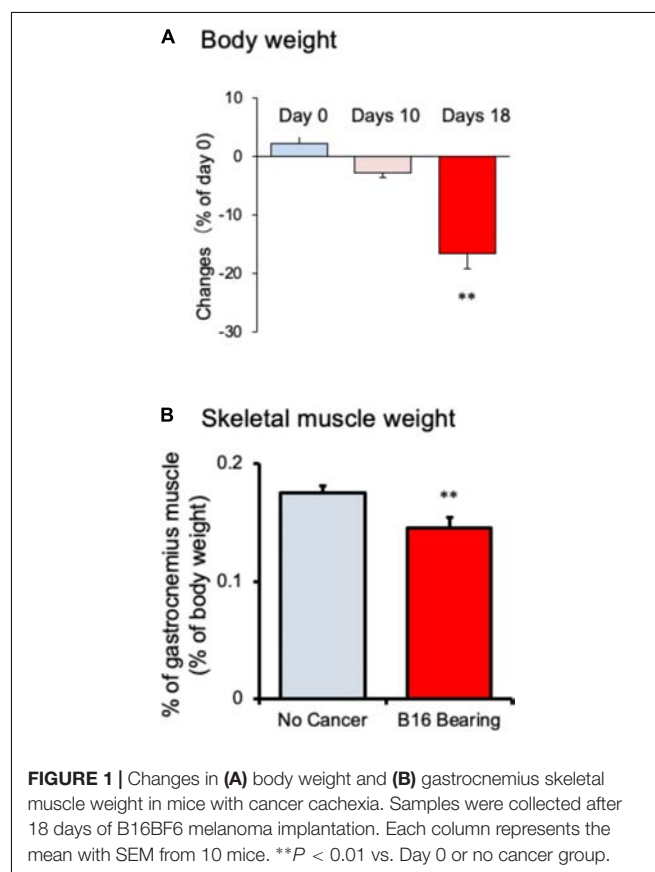 A Body weight
Day 0 Days 10 Days 18
Changes (% of day 0)
10
0
-10
-20
-30
**
B Skeletal muscle weight
% of gastrocnemius muscle
(% of body weight)
0.2
0.1
0
**
No Cancer B16 Bearing
FIGURE 1 | Changes in (A) body weight and (B) gastrocnemius skeletal
muscle weight in mice with cancer cachexia. Samples were collected after
18 days of B16BF6 melanoma implantation. Each column represents the
mean with SEM from 10 mice. **P < 0.01 vs. Day 0 or no cancer group.